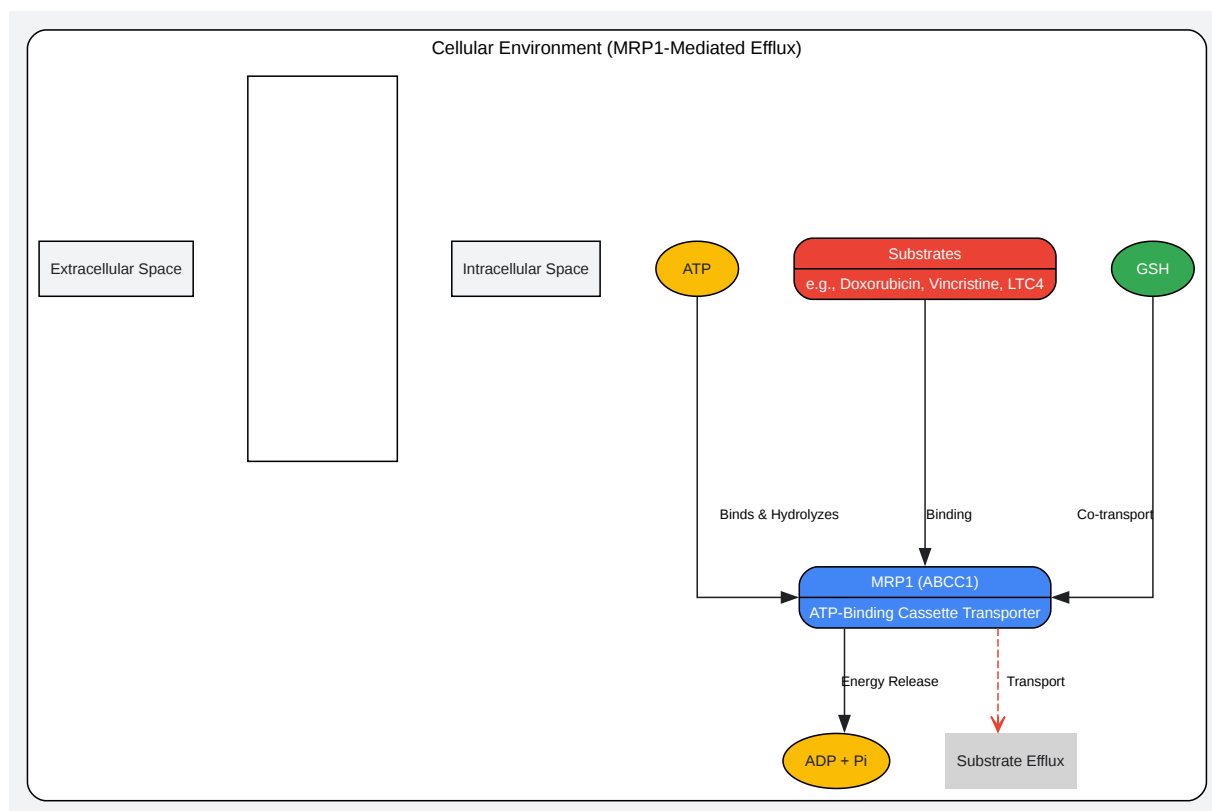 Cellular Environment (MRP1-Mediated Efflux)
Extracellular Space
Intracellular Space
ATP
Substrates
e.g., Doxorubicin, Vincristine, LTC4
GSH
Binds & Hydrolyzes
Binding
Co-transport
MRP1 (ABCC1)
ATP-Binding Cassette Transporter
Energy Release
Transport
ADP + Pi
Substrate Efflux